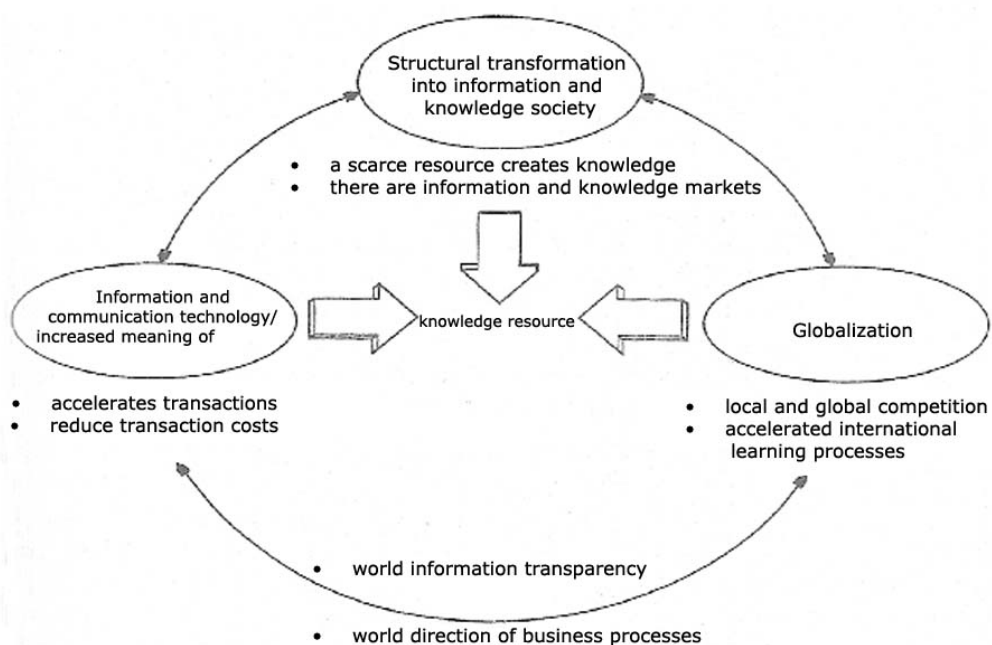 Structural transformation
into information and
knowledge society
• a scarce resource creates knowledge
• there are information and knowledge markets
Information and
communication technology/
increased meaning of
knowledge resource
Globalization
• accelerates transactions
• reduce transaction costs
• local and global competition
• accelerated international
learning processes
• world information transparency
• world direction of business processes